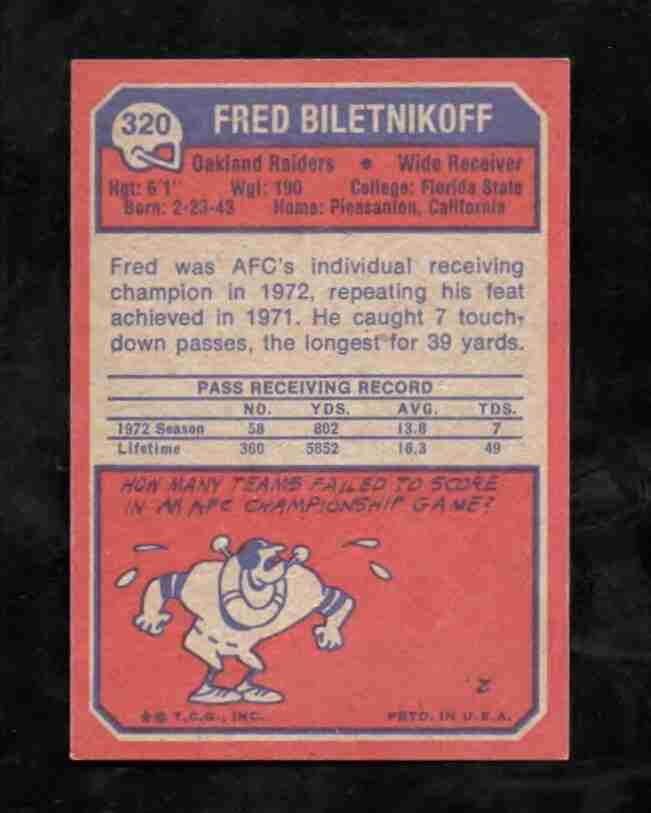 320
FRED BILETNIKOFF
Oakland Raiders • Wide Receiver
Hgt: 6'1" Wgt: 190 College: Florida State
Born: 2-23-43 Home: Pleasanton, California
Fred was AFC's individual receiving
champion in 1972, repeating his feat
achieved in 1971. He caught 7 touch-
down passes, the longest for 39 yards.
PASS RECEIVING RECORD
NO. YDS. AVG. TDS.
1972 Season 58 802 13.8 7
Lifetime 360 5852 16.3 49
HOW MANY TEAMS FAILED TO SCORE
IN AN AFC CHAMPIONSHIP GAME?
2
** T.C.G., INC. PRTD. IN U.S.A.